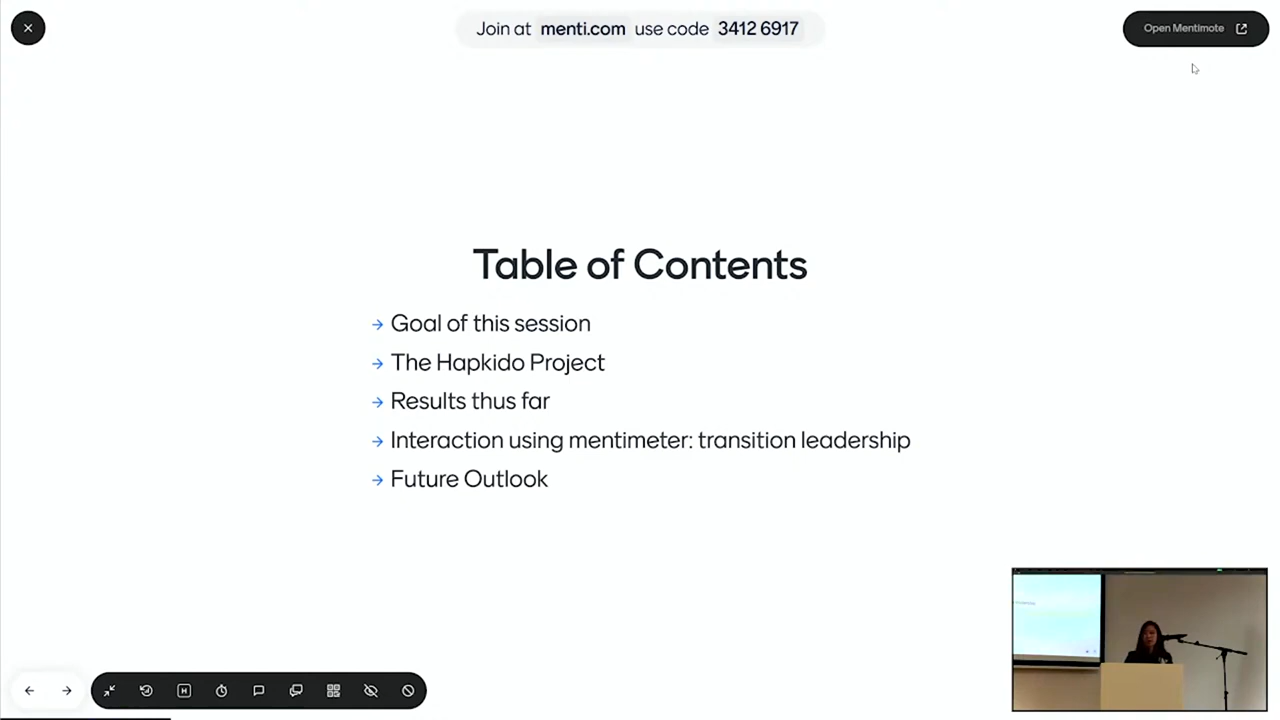 Join at menti.com use code 3412 6917
Open Mentimote
Table of Contents
→ Goal of this session
→ The Hapkido Project
→ Results thus far
→ Interaction using mentimeter: transition leadership
→ Future Outlook
H